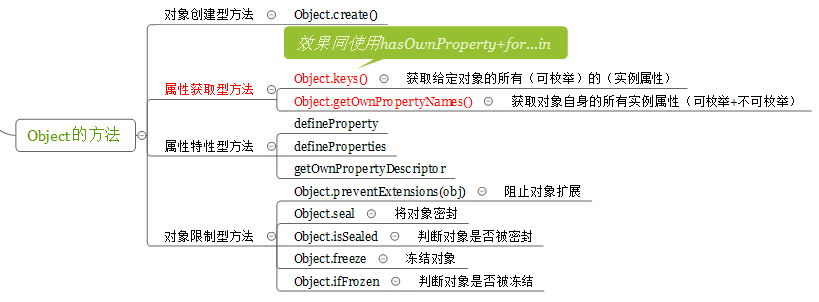 对象创建型方法 Object.create()
效果同使用hasOwnProperty+for...in
Object.keys() 获取给定对象的所有（可枚举）的（实例属性）
属性获取型方法
Object.getOwnPropertyNames() 获取对象自身的所有实例属性（可枚举+不可枚举）
Object的方法
defineProperty
属性特性型方法 defineProperties
getOwnPropertyDescriptor
Object.preventExtensions(obj) 阻止对象扩展
Object.seal 将对象密封
对象限制型方法 Object.isSealed 判断对象是否被密封
Object.freeze 冻结对象
Object.ifFrozen 判断对象是否被冻结